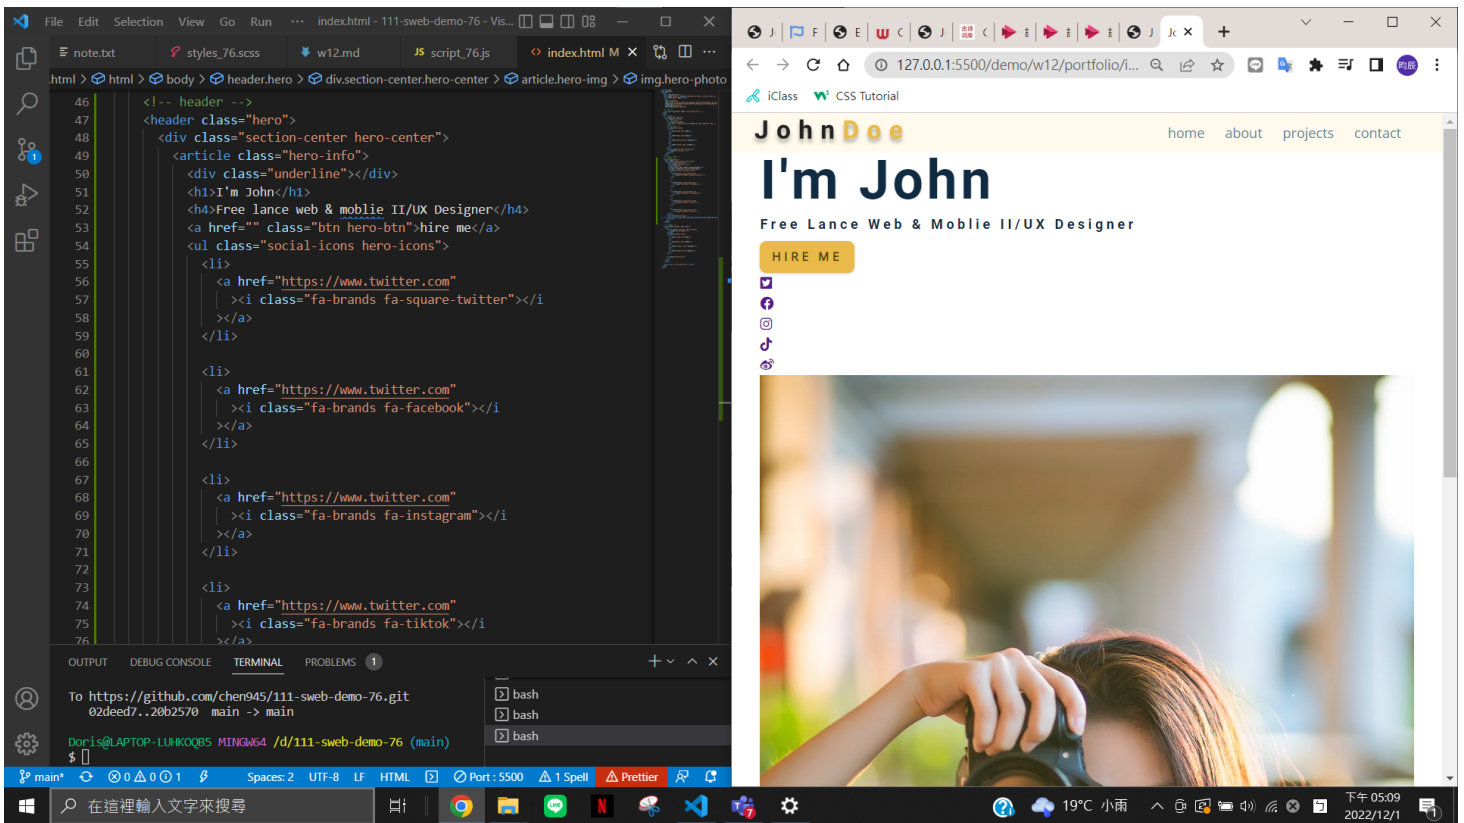 File Edit Selection View Go Run ··· index.html - 111-sweb-demo-76 - Vis...
note.txt styles_76.scss w12.md JS script_76.js index.html M
.html > html > body > header.hero > div.section-center.hero-center > article.hero-img > img.hero-photo
46 <!-- header -->
47 <header class="hero">
48 <div class="section-center hero-center">
49 <article class="hero-info">
50 <div class="underline"></div>
51 <h1>I'm John</h1>
52 <h4>Free lance web & moblie II/UX Designer</h4>
53 <a href="" class="btn hero-btn">hire me</a>
54 <ul class="social-icons hero-icons">
55 <li>
56 <a href="https://www.twitter.com"
57 ><i class="fa-brands fa-square-twitter"></i
58 ></a>
59 </li>
60
61 <li>
62 <a href="https://www.twitter.com"
63 ><i class="fa-brands fa-facebook"></i
64 ></a>
65 </li>
66
67 <li>
68 <a href="https://www.twitter.com"
69 ><i class="fa-brands fa-instagram"></i
70 ></a>
71 </li>
72
73 <li>
74 <a href="https://www.twitter.com"
75 ><i class="fa-brands fa-tiktok"></i
76 ></a>
OUTPUT DEBUG CONSOLE TERMINAL PROBLEMS 1
To https://github.com/chen945/111-sweb-demo-76.git
02deed7..20b2570 main -> main
Doris@LAPTOP-LUHKOQB5 MINGW64 /d/111-sweb-demo-76 (main)
$
bash
bash
bash
main* 0 0 1 Spaces: 2 UTF-8 LF HTML Port : 5500 1 Spell Prettier
J F E C J C J Jc
127.0.0.1:5500/demo/w12/portfolio/i... 昀辰
iClass CSS Tutorial
JohnDoe home about projects contact
I'm John
Free Lance Web & Moblie II/UX Designer
HIRE ME
在這裡輸入文字來搜尋 N 7 19°C 小雨 ㄅ 下午 05:09
2022/12/1 1